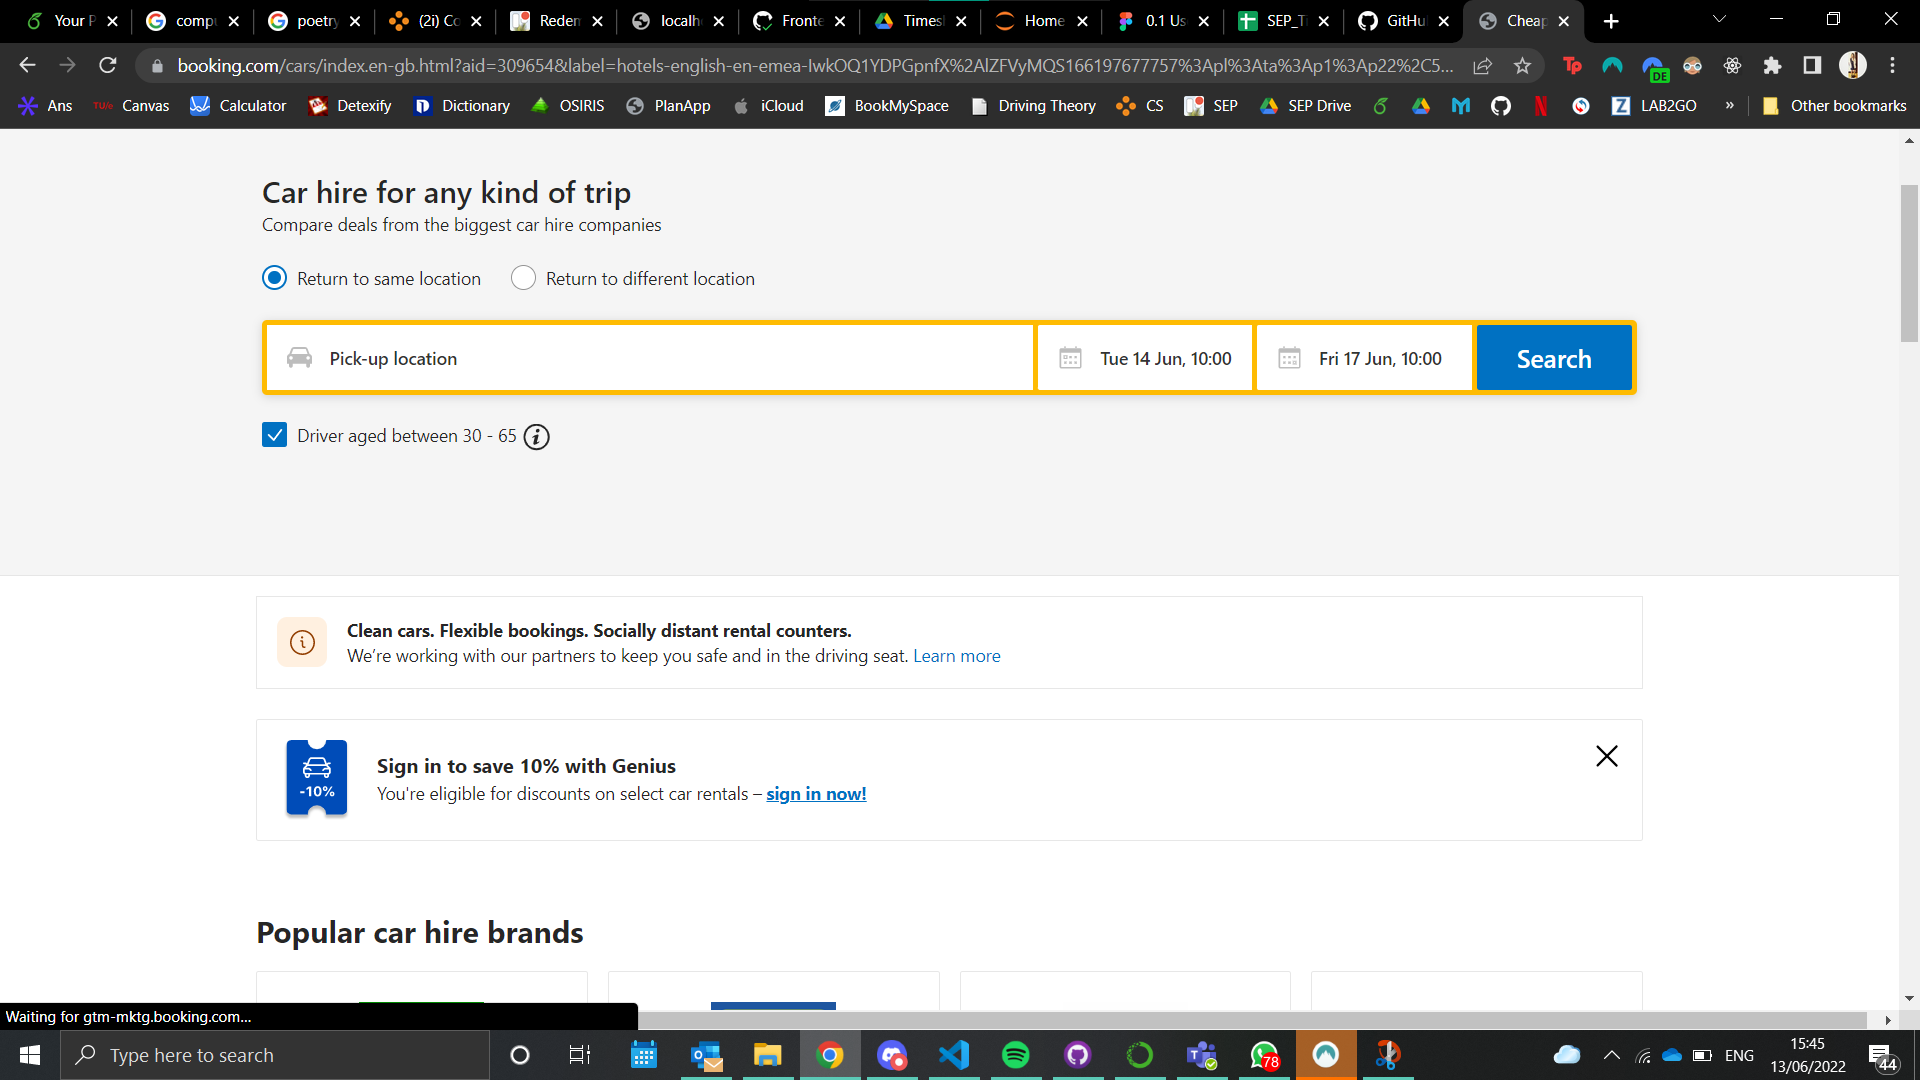 Your P
compu
poetry
(2i) Co
Reden
localh
Fronte
Times
Home
0.1 Us
SEP_Ti
GitHu
Cheap
booking.com/cars/index.en-gb.html?aid=309654&label=hotels-english-en-emea-IwkOQ1YDPGpnfX%2AlZFVyMQS166197677757%3Apl%3Ata%3Ap1%3Ap22%2C5...
Tp
DE
Ans
TU/e
Canvas
Calculator
Detexify
Dictionary
OSIRIS
PlanApp
iCloud
BookMySpace
Driving Theory
CS
SEP
SEP Drive
LAB2GO
»
Other bookmarks
Car hire for any kind of trip
Compare deals from the biggest car hire companies
Return to same location
Return to different location
Pick-up location
Tue 14 Jun, 10:00
Fri 17 Jun, 10:00
Search
Driver aged between 30 - 65
Clean cars. Flexible bookings. Socially distant rental counters.
We’re working with our partners to keep you safe and in the driving seat. Learn more
-10%
Sign in to save 10% with Genius
You're eligible for discounts on select car rentals – sign in now!
Popular car hire brands
Waiting for gtm-mktg.booking.com...
Type here to search
78
ENG
15:45
13/06/2022
44